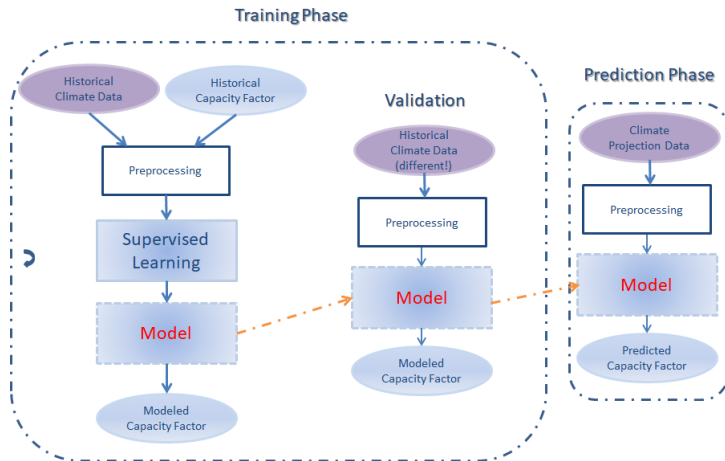 Training Phase
Historical
Climate Data
Historical
Capacity Factor
Preprocessing
Supervised
Learning
Model
Modeled
Capacity Factor
Validation
Historical
Climate Data
(different!)
Preprocessing
Model
Modeled
Capacity Factor
Prediction Phase
Climate
Projection Data
Preprocessing
Model
Predicted
Capacity Factor